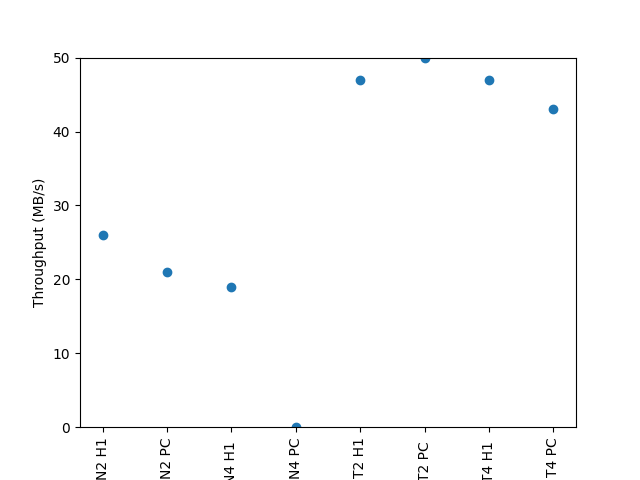 50
40
30
20
10
0
Throughput (MB/s)
N2 H1
N2 PC
N4 H1
N4 PC
T2 H1
T2 PC
T4 H1
T4 PC